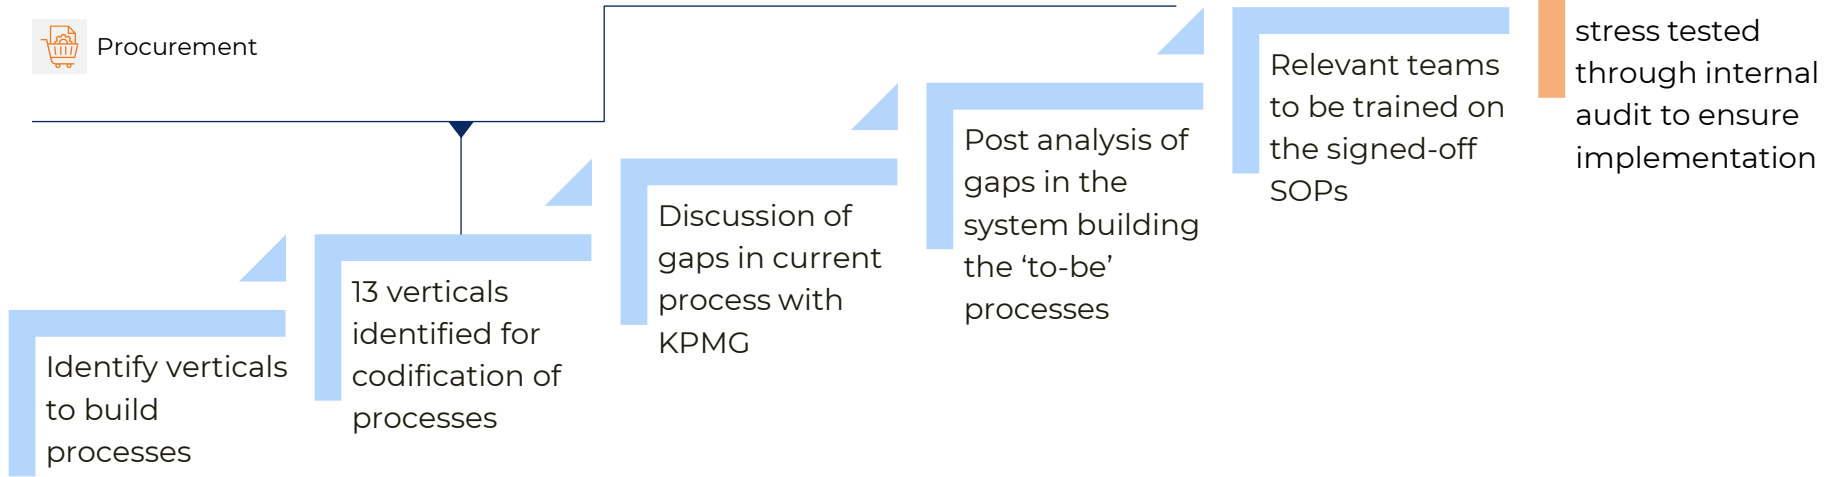 Procurement
Identify verticals
to build
processes
13 verticals
identified for
codification of
processes
Discussion of
gaps in current
process with
KPMG
Post analysis of
gaps in the
system building
the ‘to-be’
processes
Relevant teams
to be trained on
the signed-off
SOPs
stress tested
through internal
audit to ensure
implementation